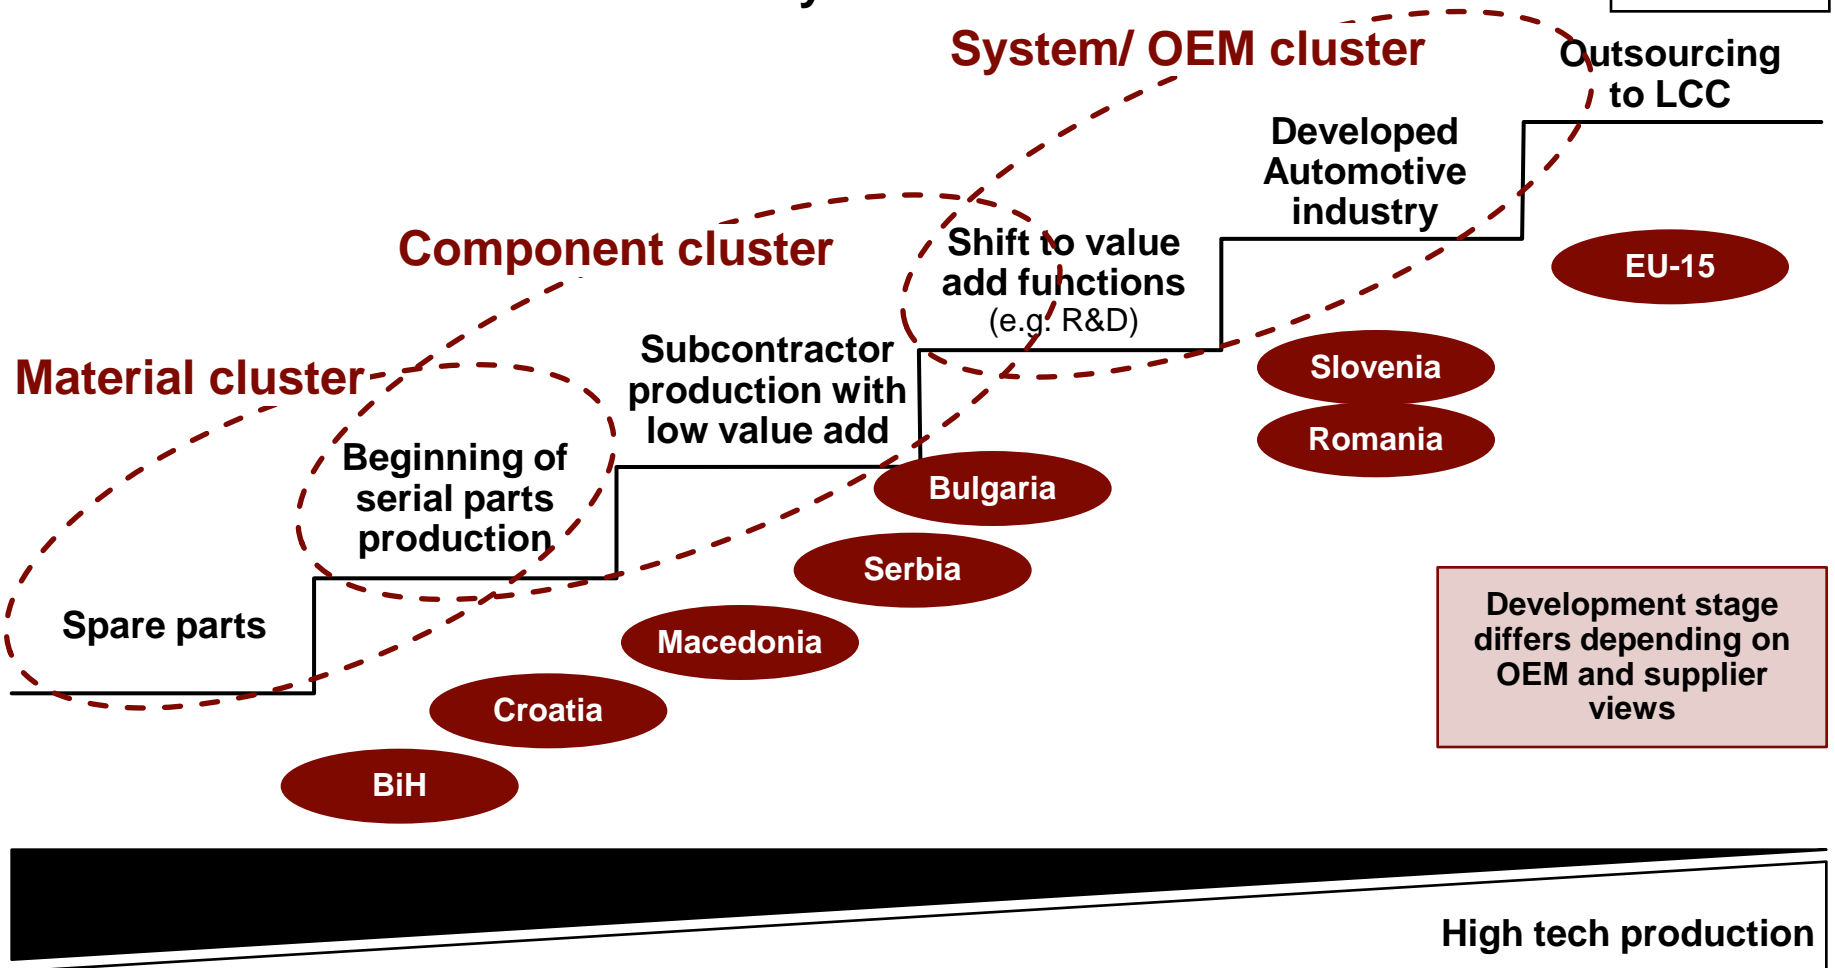 System/ OEM cluster
Outsourcing
to LCC
Developed
Automotive
industry
Component cluster
Shift to value
add functions
(e.g. R&D)
EU-15
Material cluster
Subcontractor
production with
low value add
Slovenia
Romania
Beginning of
serial parts
production
Bulgaria
Serbia
Spare parts
Macedonia
Croatia
BiH
Development stage
differs depending on
OEM and supplier
views
High tech production